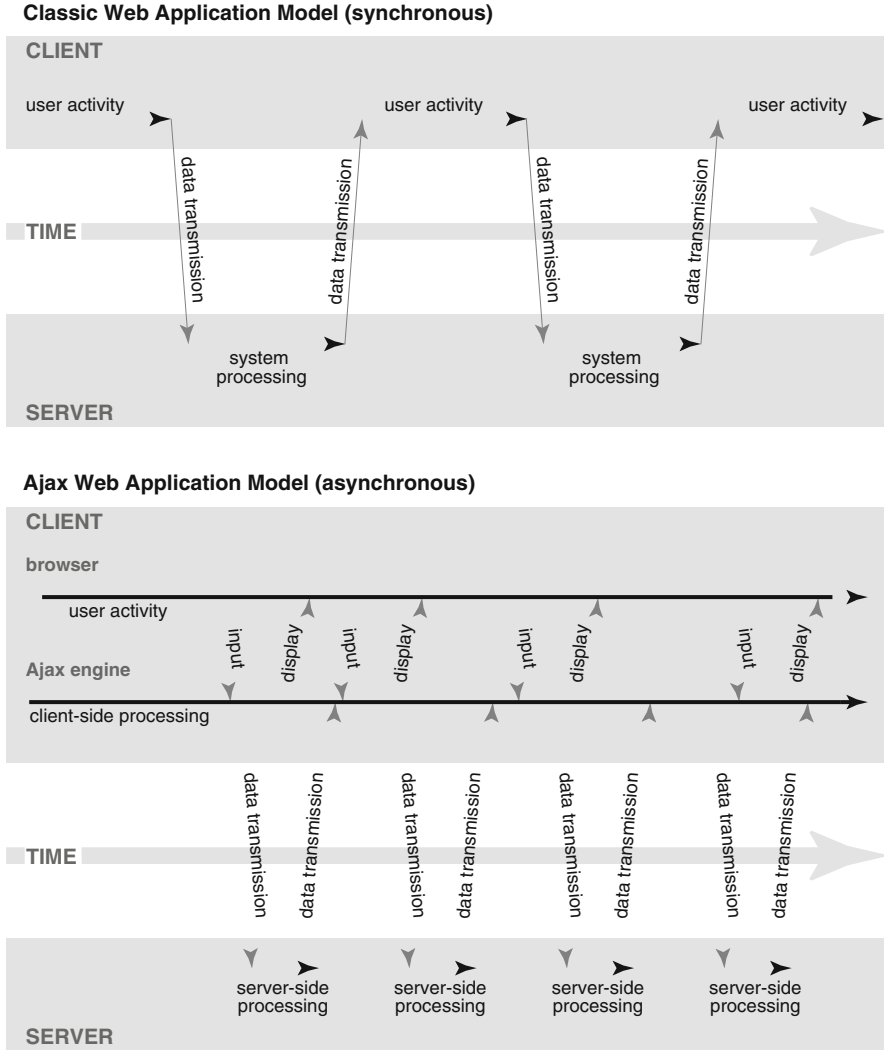 Classic Web Application Model (synchronous)
CLIENT
user activity
user activity
user activity
data transmission
data transmission
data transmission
data transmission
TIME
system
processing
system
processing
SERVER
Ajax Web Application Model (asynchronous)
CLIENT
browser
user activity
input
display
input
display
input
display
input
display
Ajax engine
client-side processing
data transmission
data transmission
data transmission
data transmission
data transmission
data transmission
data transmission
data transmission
TIME
server-side
processing
server-side
processing
server-side
processing
server-side
processing
SERVER